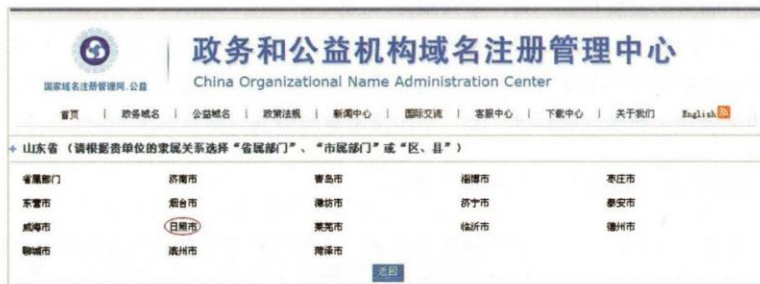 政务和公益机构域名注册管理中心
China Organizational Name Administration Center
国家域名注册管理网.公益
首页 | 政务域名 | 公益域名 | 政策法规 | 新闻中心 | 国际交流 | 客服中心 | 下载中心 | 关于我们 English
山东省 (请根据贵单位的隶属关系选择“省属部门”、“市属部门”或“区、县”)
省属部门 济南市 青岛市 淄博市 枣庄市
东营市 烟台市 潍坊市 济宁市 泰安市
威海市 日照市 莱芜市 临沂市 德州市
聊城市 滨州市 菏泽市
返回